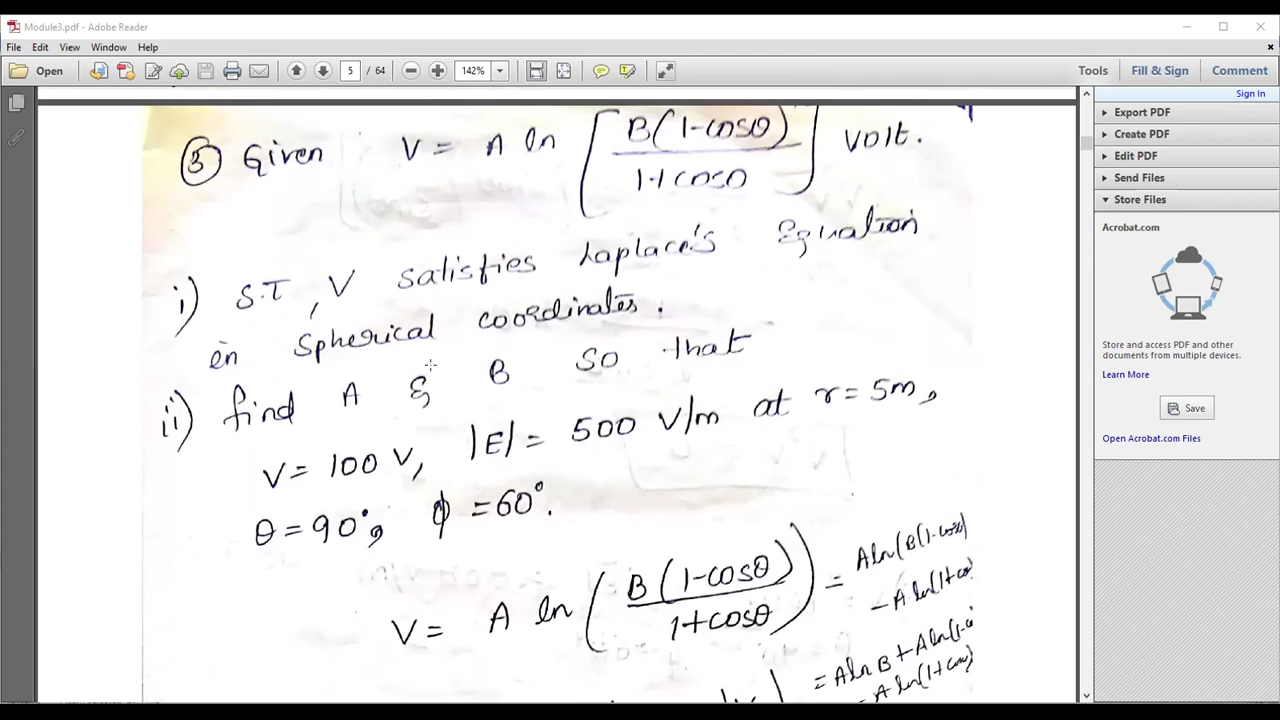 Module3.pdf - Adobe Reader
File Edit View Window Help
Open 5 / 64 142% Tools Fill & Sign Comment
Sign In
Export PDF
Create PDF
Edit PDF
Send Files
Store Files
Acrobat.com
Store and access PDF and other
documents from multiple devices.
Learn More
Save
Open Acrobat.com Files
(5) Given V = A ln [ B(1-cosθ) / 1+cosθ ] Volt.
i) S.T, V satisfies Laplace's Equation
in Spherical coordinates.
ii) find A & B so that
V = 100 V, |E| = 500 V/m at r = 5m,
θ = 90°, ϕ = 60°.
V = A ln ( B(1-cosθ) / 1+cosθ ) = A ln(B(1-cosθ)
- A ln(1+co
= A ln B + A ln(1-c
- A ln(1+cos)